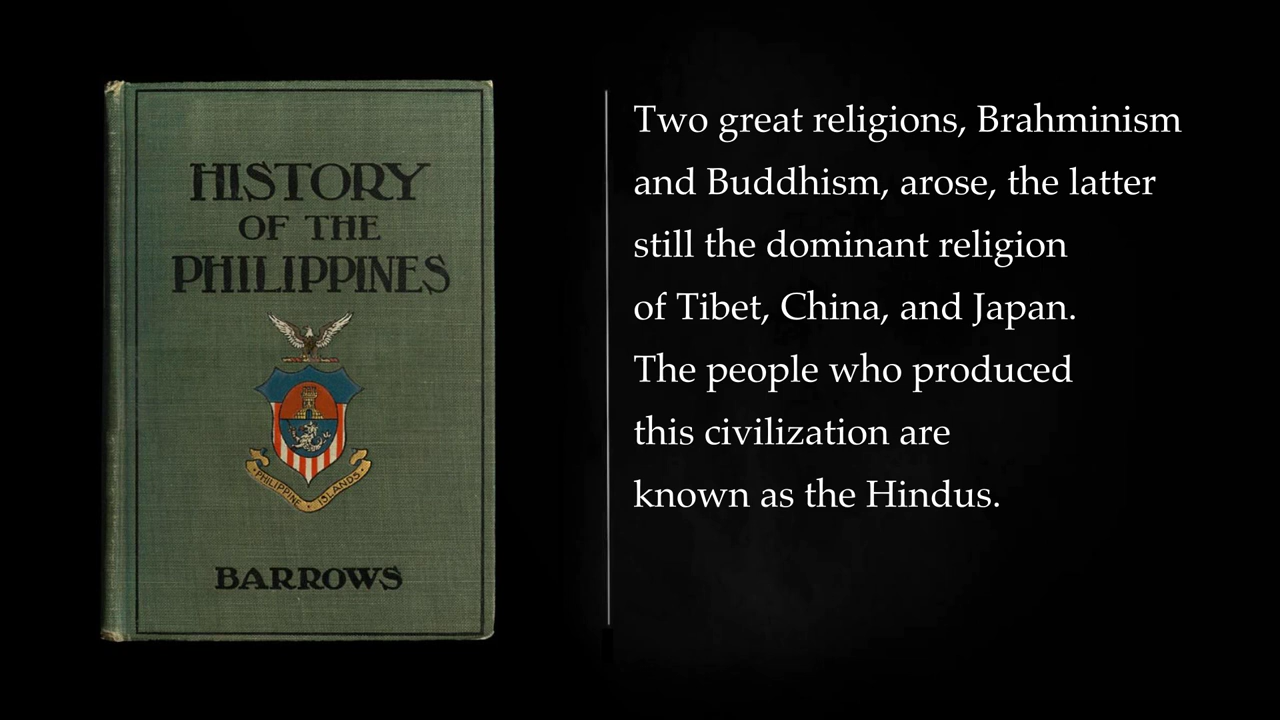 HISTORY
OF THE
PHILIPPINES
PHILIPPINE ISLANDS
BARROWS
Two great religions, Brahminism
and Buddhism, arose, the latter
still the dominant religion
of Tibet, China, and Japan.
The people who produced
this civilization are
known as the Hindus.